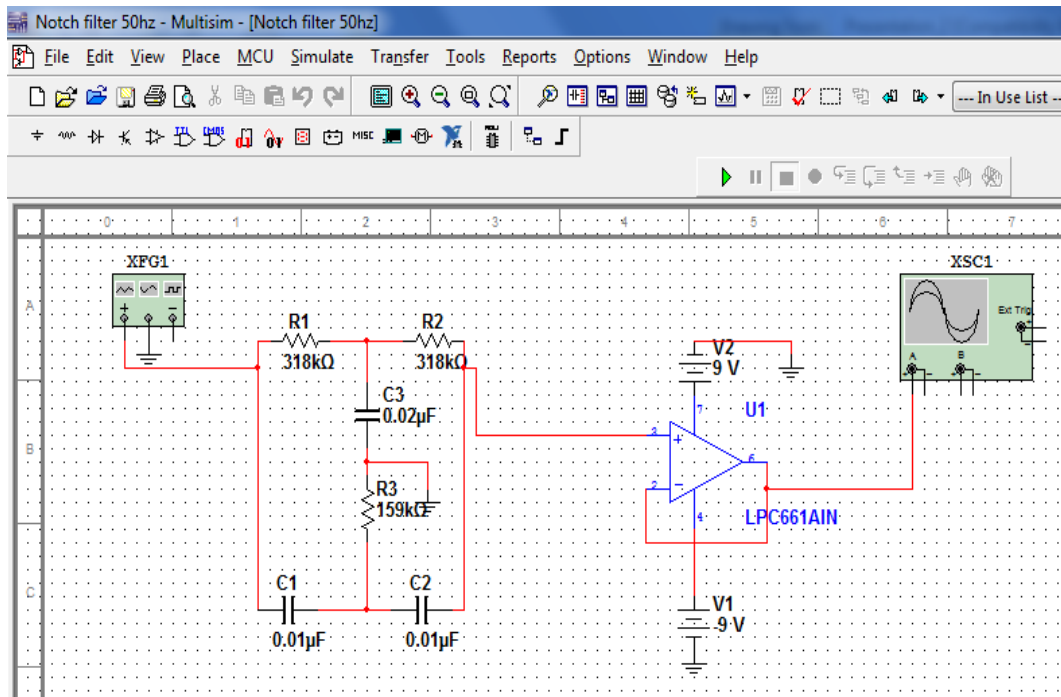 Notch filter 50hz - Multisim - [Notch filter 50hz]
File Edit View Place MCU Simulate Transfer Tools Reports Options Window Help
--- In Use List --
TTL CMOS MISC
0 1 2 3 4 5 6 7
A
B
C
XFG1
R1
318kΩ
R2
318kΩ
C3
0.02µF
R3
159kΩ
C1
0.01µF
C2
0.01µF
V2
9 V
7
U1
3
6
2
4
LPC661AIN
V1
-9 V
XSC1
Ext Trig
A B